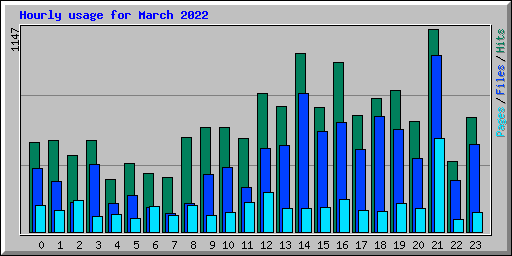 Hourly usage for March 2022
1147
Pages/Files/Hits
0 1 2 3 4 5 6 7 8 9 10 11 12 13 14 15 16 17 18 19 20 21 22 23